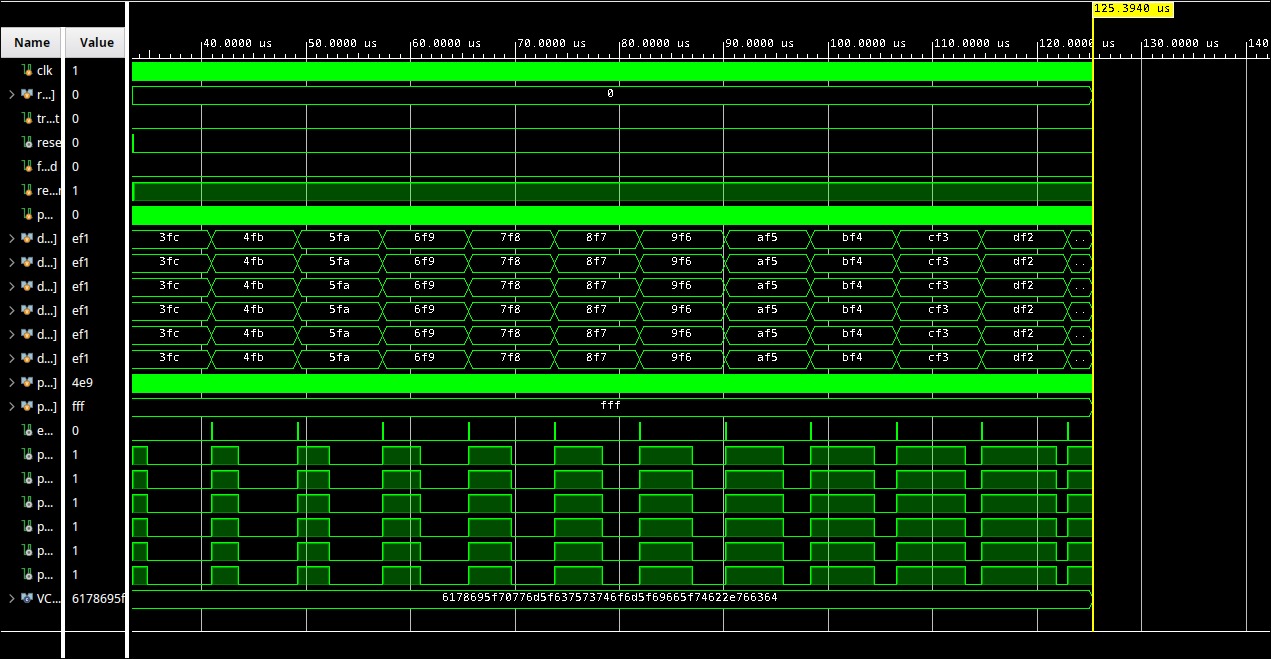 125.3940 us
Name Value 40.0000 us 50.0000 us 60.0000 us 70.0000 us 80.0000 us 90.0000 us 100.0000 us 110.0000 us 120.0000 us 130.0000 us 140
clk 1
r...] 0 0
tr...t 0
rese 0
f...d 0
re...r 1
p... 0
d...] ef1 3fc 4fb 5fa 6f9 7f8 8f7 9f6 af5 bf4 cf3 df2 ..
d...] ef1 3fc 4fb 5fa 6f9 7f8 8f7 9f6 af5 bf4 cf3 df2 ..
d...] ef1 3fc 4fb 5fa 6f9 7f8 8f7 9f6 af5 bf4 cf3 df2 ..
d...] ef1 3fc 4fb 5fa 6f9 7f8 8f7 9f6 af5 bf4 cf3 df2 ..
d...] ef1 3fc 4fb 5fa 6f9 7f8 8f7 9f6 af5 bf4 cf3 df2 ..
d...] ef1 3fc 4fb 5fa 6f9 7f8 8f7 9f6 af5 bf4 cf3 df2 ..
p...] 4e9
p...] fff fff
e... 0
p... 1
p... 1
p... 1
p... 1
p... 1
p... 1
VC... 6178695f 6178695f70776d5f637573746f6d5f69665f74622e766364